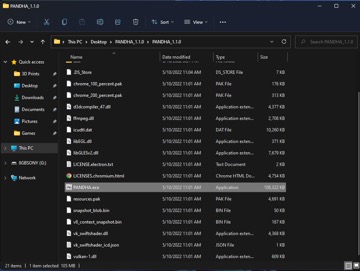 PANDHA_1.1.0
New
Sort
View
This PC > Desktop > PANDHA_1.1.0 > PANDHA_1.1.0
Search PANDHA_1.1.0
Name Date modified Type Size
Quick access
3D Prints
Desktop
Downloads
Documents
Pictures
Games
This PC
Network
.DS_Store 5/10/2022 11:04 AM DS_STORE File 7 KB
chrome_100_percent.pak 5/10/2022 11:01 AM PAK File 176 KB
chrome_200_percent.pak 5/10/2022 11:01 AM PAK File 313 KB
d3dcompiler_47.dll 5/10/2022 11:01 AM Application exten... 4,377 KB
ffmpeg.dll 5/10/2022 11:01 AM Application exten... 2,708 KB
icudtl.dat 5/10/2022 11:01 AM DAT File 10,260 KB
libEGL.dll 5/10/2022 11:01 AM Application exten... 371 KB
libGLESv2.dll 5/10/2022 11:01 AM Application exten... 7,679 KB
LICENSE.electron.txt 5/10/2022 11:01 AM Text Document 2 KB
LICENSES.chromium.html 5/10/2022 11:01 AM Chrome HTML Do... 4,754 KB
PANDHA.exe 5/10/2022 11:01 AM Application
resources.pak 5/10/2022 11:01 AM PAK File 4,891 KB
snapshot_blob.bin 5/10/2022 11:01 AM BIN File 50 KB
v8_context_snapshot.bin 5/10/2022 11:01 AM BIN File 167 KB
vk_swiftshader.dll 5/10/2022 11:01 AM Application exten... 4,368 KB
vk_swiftshader_icd.json 5/10/2022 11:01 AM JSON File 1 KB
vulkan-1.dll 5/10/2022 11:01 AM Application exten... 809 KB
21 items 1 item selected 105 MB